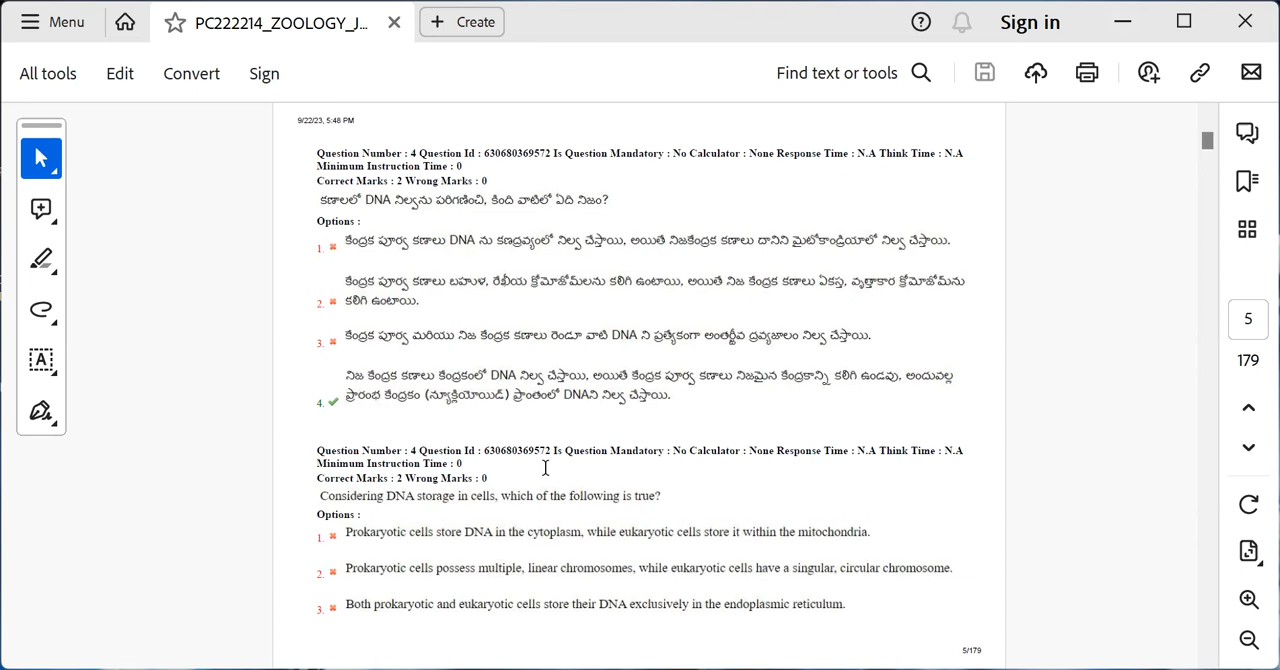 Menu
PC222214_ZOOLOGY_J...
Create
Sign in
All tools
Edit
Convert
Sign
Find text or tools
9/22/23, 5:48 PM
Question Number : 4 Question Id : 630680369572 Is Question Mandatory : No Calculator : None Response Time : N.A Think Time : N.A
Minimum Instruction Time : 0
Correct Marks : 2 Wrong Marks : 0
కణాలలో DNA నిల్వను పరిగణించి, కింది వాటిలో ఏది నిజం?
Options :
1. కేంద్రక పూర్వ కణాలు DNA ను కణద్రవ్యంలో నిల్వ చేస్తాయి, అయితే నిజకేంద్రక కణాలు దానిని మైటోకాండ్రియాలో నిల్వ చేస్తాయి.
కేంద్రక పూర్వ కణాలు బహుళ, రేఖీయ క్రోమోజోమ్‌లను కలిగి ఉంటాయి, అయితే నిజ కేంద్రక కణాలు ఏకస్త, వృత్తాకార క్రోమోజోమ్‌ను
2. కలిగి ఉంటాయి.
3. కేంద్రక పూర్వ మరియు నిజ కేంద్రక కణాలు రెండూ వాటి DNA ని ప్రత్యేకంగా అంతర్జీవ ద్రవ్యజాలం నిల్వ చేస్తాయి.
నిజ కేంద్రక కణాలు కేంద్రకంలో DNA నిల్వ చేస్తాయి, అయితే కేంద్రక పూర్వ కణాలు నిజమైన కేంద్రకాన్ని కలిగి ఉండవు, అందువల్ల
4. ప్రారంభ కేంద్రకం (న్యూక్లియోయిడ్) ప్రాంతంలో DNAని నిల్వ చేస్తాయి.
Question Number : 4 Question Id : 630680369572 Is Question Mandatory : No Calculator : None Response Time : N.A Think Time : N.A
Minimum Instruction Time : 0
Correct Marks : 2 Wrong Marks : 0
Considering DNA storage in cells, which of the following is true?
Options :
1. Prokaryotic cells store DNA in the cytoplasm, while eukaryotic cells store it within the mitochondria.
2. Prokaryotic cells possess multiple, linear chromosomes, while eukaryotic cells have a singular, circular chromosome.
3. Both prokaryotic and eukaryotic cells store their DNA exclusively in the endoplasmic reticulum.
5/179
5
179